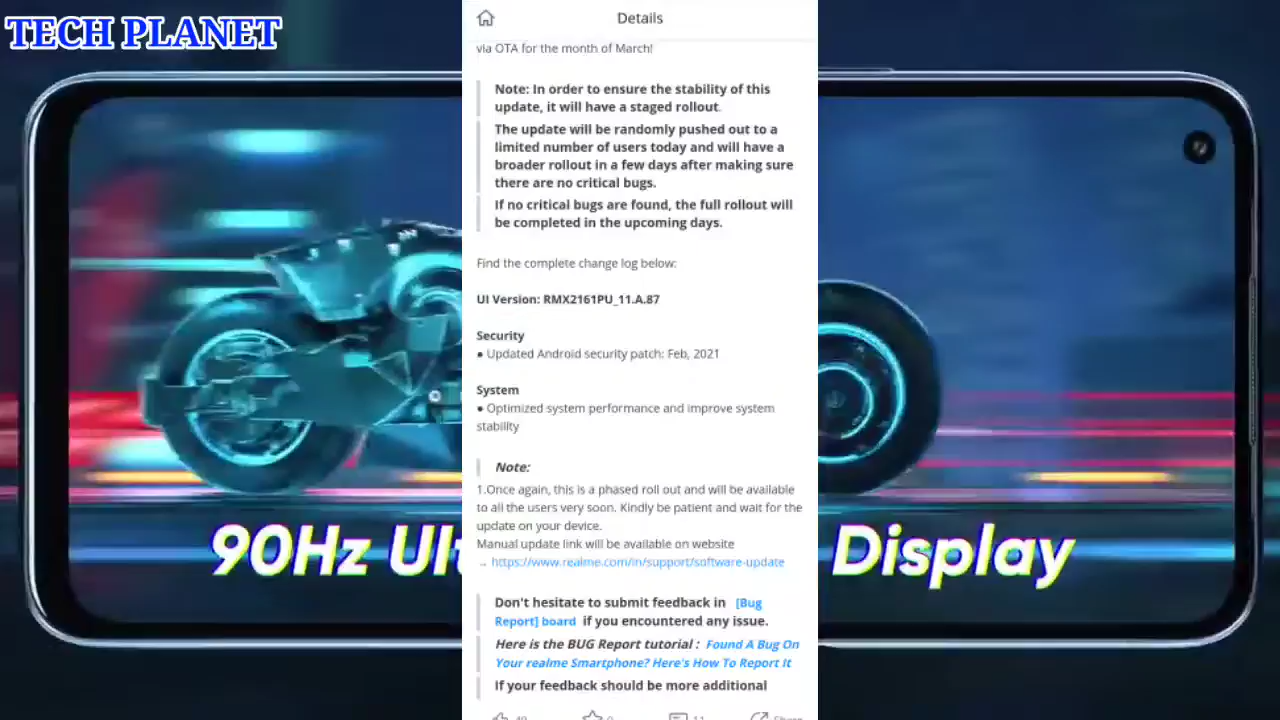 TECH PLANET
Details
via OTA for the month of March!
Note: In order to ensure the stability of this
update, it will have a staged rollout.
The update will be randomly pushed out to a
limited number of users today and will have a
broader rollout in a few days after making sure
there are no critical bugs.
If no critical bugs are found, the full rollout will
be completed in the upcoming days.
Find the complete change log below:
UI Version: RMX2161PU_11.A.87
Security
● Updated Android security patch: Feb, 2021
System
● Optimized system performance and improve system
stability
Note:
1.Once again, this is a phased roll out and will be available
to all the users very soon. Kindly be patient and wait for the
update on your device.
Manual update link will be available on website
→ https://www.realme.com/in/support/software-update
Don't hesitate to submit feedback in [Bug
Report] board if you encountered any issue.
Here is the BUG Report tutorial : Found A Bug On
Your realme Smartphone? Here's How To Report It
If your feedback should be more additional
90Hz Ul
Display